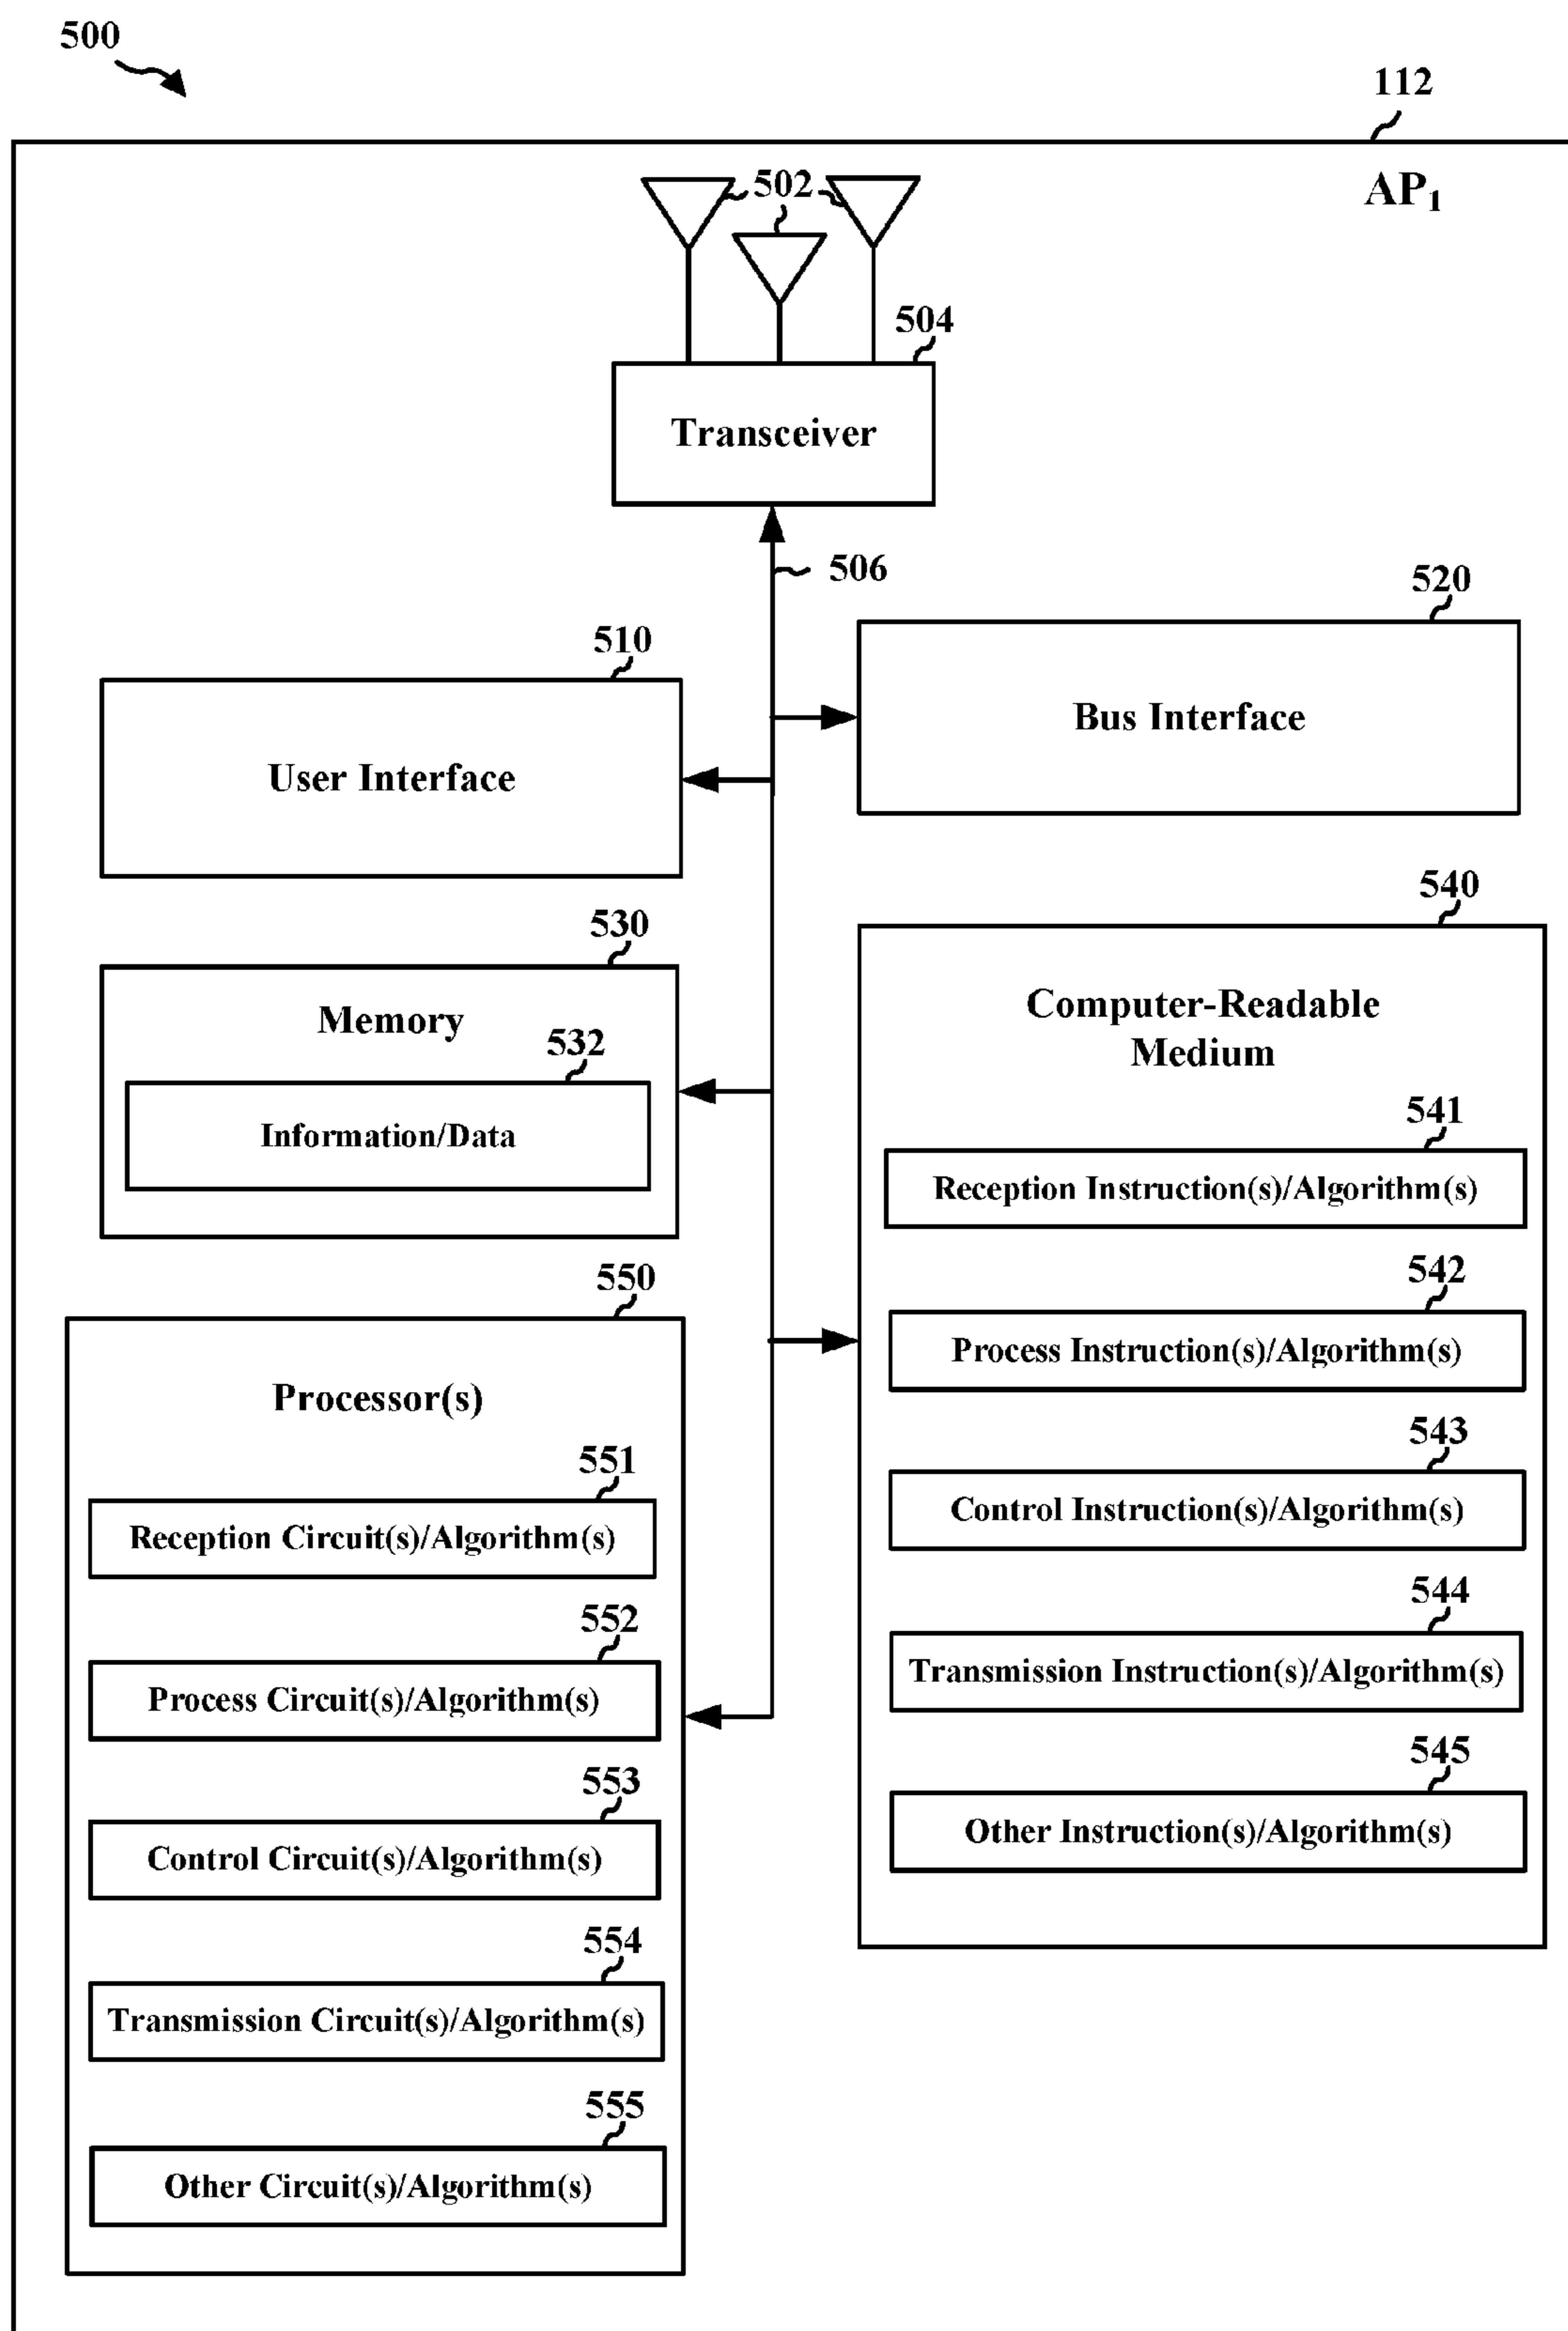 500
112
AP1
502
504
Transceiver
506
520
510
Bus Interface
User Interface
540
530
Memory
Computer-Readable
Medium
532
Information/Data
541
Reception Instruction(s)/Algorithm(s)
542
Process Instruction(s)/Algorithm(s)
543
Control Instruction(s)/Algorithm(s)
544
Transmission Instruction(s)/Algorithm(s)
545
Other Instruction(s)/Algorithm(s)
550
Processor(s)
551
Reception Circuit(s)/Algorithm(s)
552
Process Circuit(s)/Algorithm(s)
553
Control Circuit(s)/Algorithm(s)
554
Transmission Circuit(s)/Algorithm(s)
555
Other Circuit(s)/Algorithm(s)